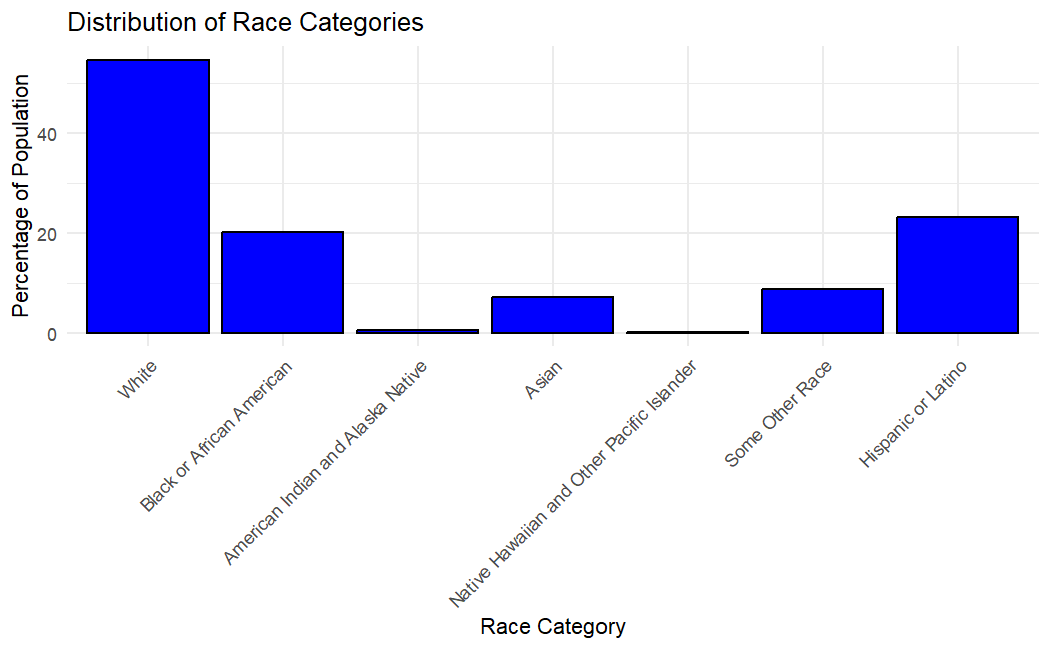 Distribution of Race Categories
Percentage of Population
40
20
0
White
Black or African American
American Indian and Alaska Native
Asian
Native Hawaiian and Other Pacific Islander
Some Other Race
Hispanic or Latino
Race Category